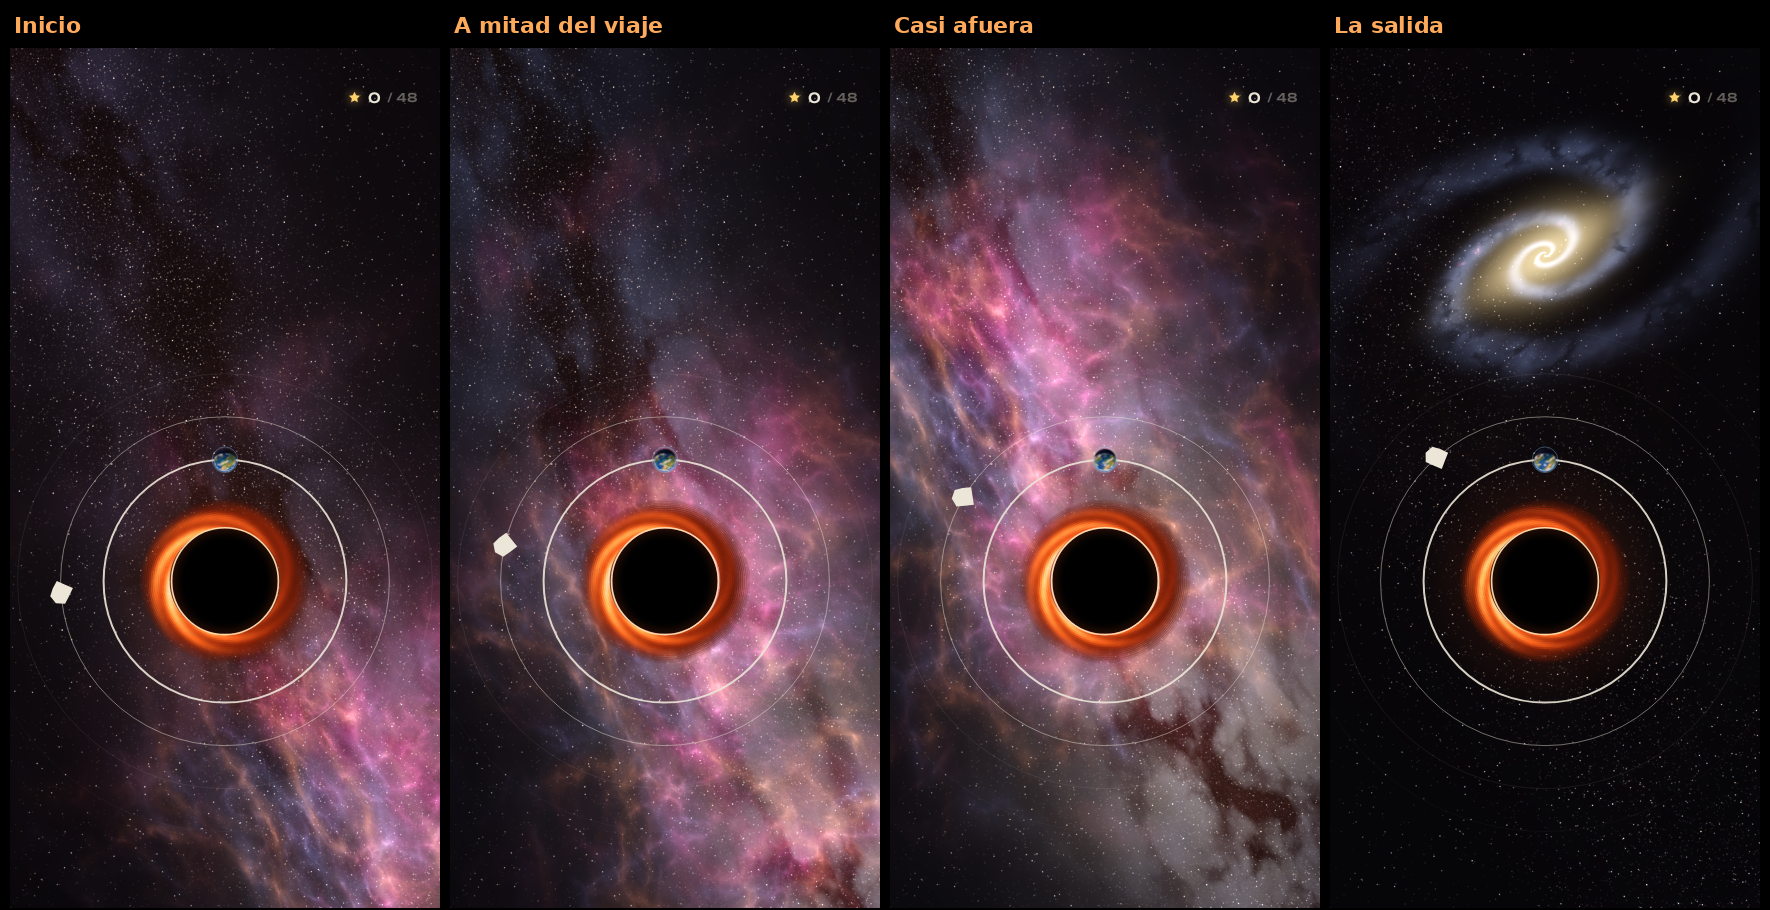 Inicio
A mitad del viaje
Casi afuera
La salida
★ 0 / 48
★ 0 / 48
★ 0 / 48
★ 0 / 48